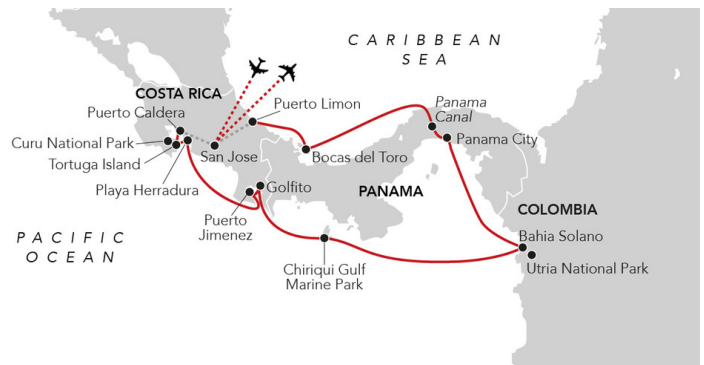 CARIBBEAN
SEA
COSTA RICA
Puerto Caldera
Puerto Limon
Panama
Canal
Curu National Park
Tortuga Island
San Jose
Bocas del Toro
Panama City
Playa Herradura
Golfito
PANAMA
Puerto
Jimenez
COLOMBIA
Bahia Solano
PACIFIC
OCEAN
Chiriqui Gulf
Marine Park
Utria National Park